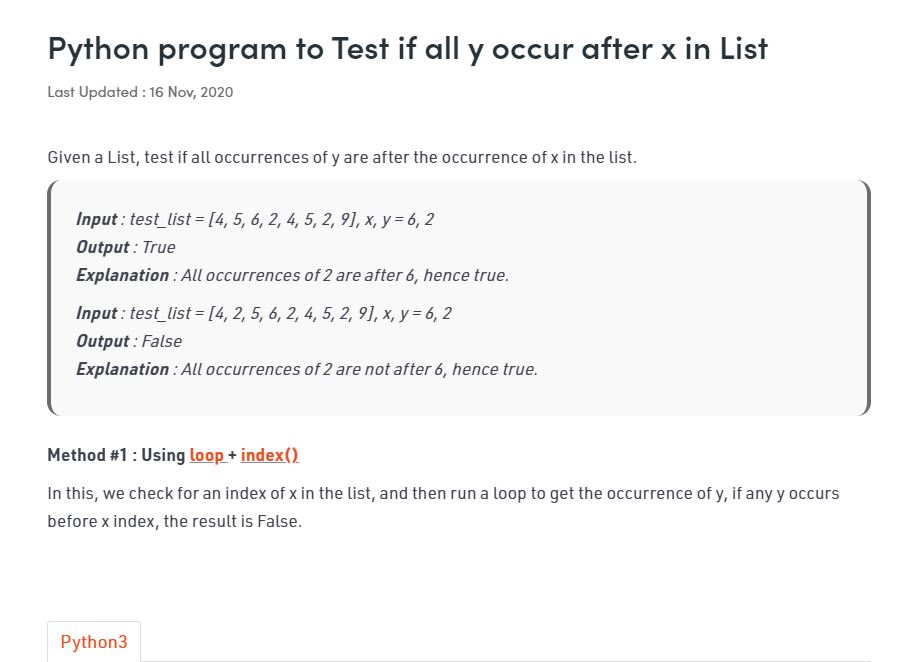 Python program to Test if all y occur after x in List
Last Updated : 16 Nov, 2020
Given a List, test if all occurrences of y are after the occurrence of x in the list.
Input : test_list = [4, 5, 6, 2, 4, 5, 2, 9], x, y = 6, 2
Output : True
Explanation : All occurrences of 2 are after 6, hence true.
Input : test_list = [4, 2, 5, 6, 2, 4, 5, 2, 9], x, y = 6, 2
Output : False
Explanation : All occurrences of 2 are not after 6, hence true.
Method #1 : Using loop + index()
In this, we check for an index of x in the list, and then run a loop to get the occurrence of y, if any y occurs
before x index, the result is False.
Python3